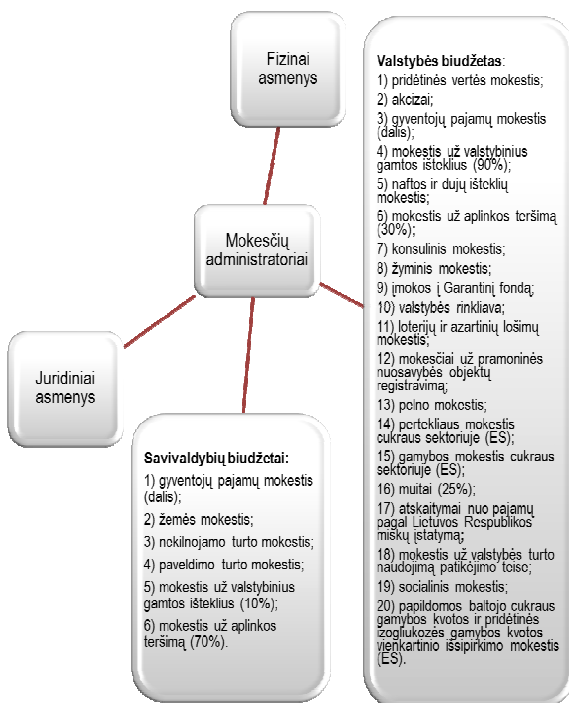 Fizinai
asmenys
Mokesčių
administratoriai
Juridiniai
asmenys
Savivaldybių biudžetai:
1) gyventojų pajamų mokestis
(dalis);
2) žemės mokestis;
3) nekilnojamo turto mokestis;
4) paveldimo turto mokestis;
5) mokestis už valstybinius
gamtos išteklius (10%);
6) mokestis už aplinkos
teršimą (70%).
Valstybės biudžetas:
1) pridėtinės vertės mokestis;
2) akcizai;
3) gyventojų pajamų mokestis
(dalis);
4) mokestis už valstybinius
gamtos išteklius (90%);
5) naftos ir dujų išteklių
mokestis;
6) mokestis už aplinkos teršimą
(30%);
7) konsulinis mokestis;
8) žyminis mokestis;
9) įmokos į Garantinį fondą;
10) valstybės rinkliava;
11) loterijų ir azartinių lošimų
mokestis;
12) mokesčiai už pramoninės
nuosavybės objektų
registravimą;
13) pelno mokestis;
14) pertekliaus mokestis
cukraus sektoriuje (ES);
15) gamybos mokestis cukraus
sektoriuje (ES);
16) muitai (25%);
17) atskaitymai nuo pajamų
pagal Lietuvos Respublikos
miškų įstatymą;
18) mokestis už valstybės turto
naudojimą patikėjimo teise;
19) socialinis mokestis;
20) papildomos baltojo cukraus
gamybos kvotos ir pridėtinės
izogliukozės gamybos kvotos
vienkartinio išsipirkimo mokestis
(ES).